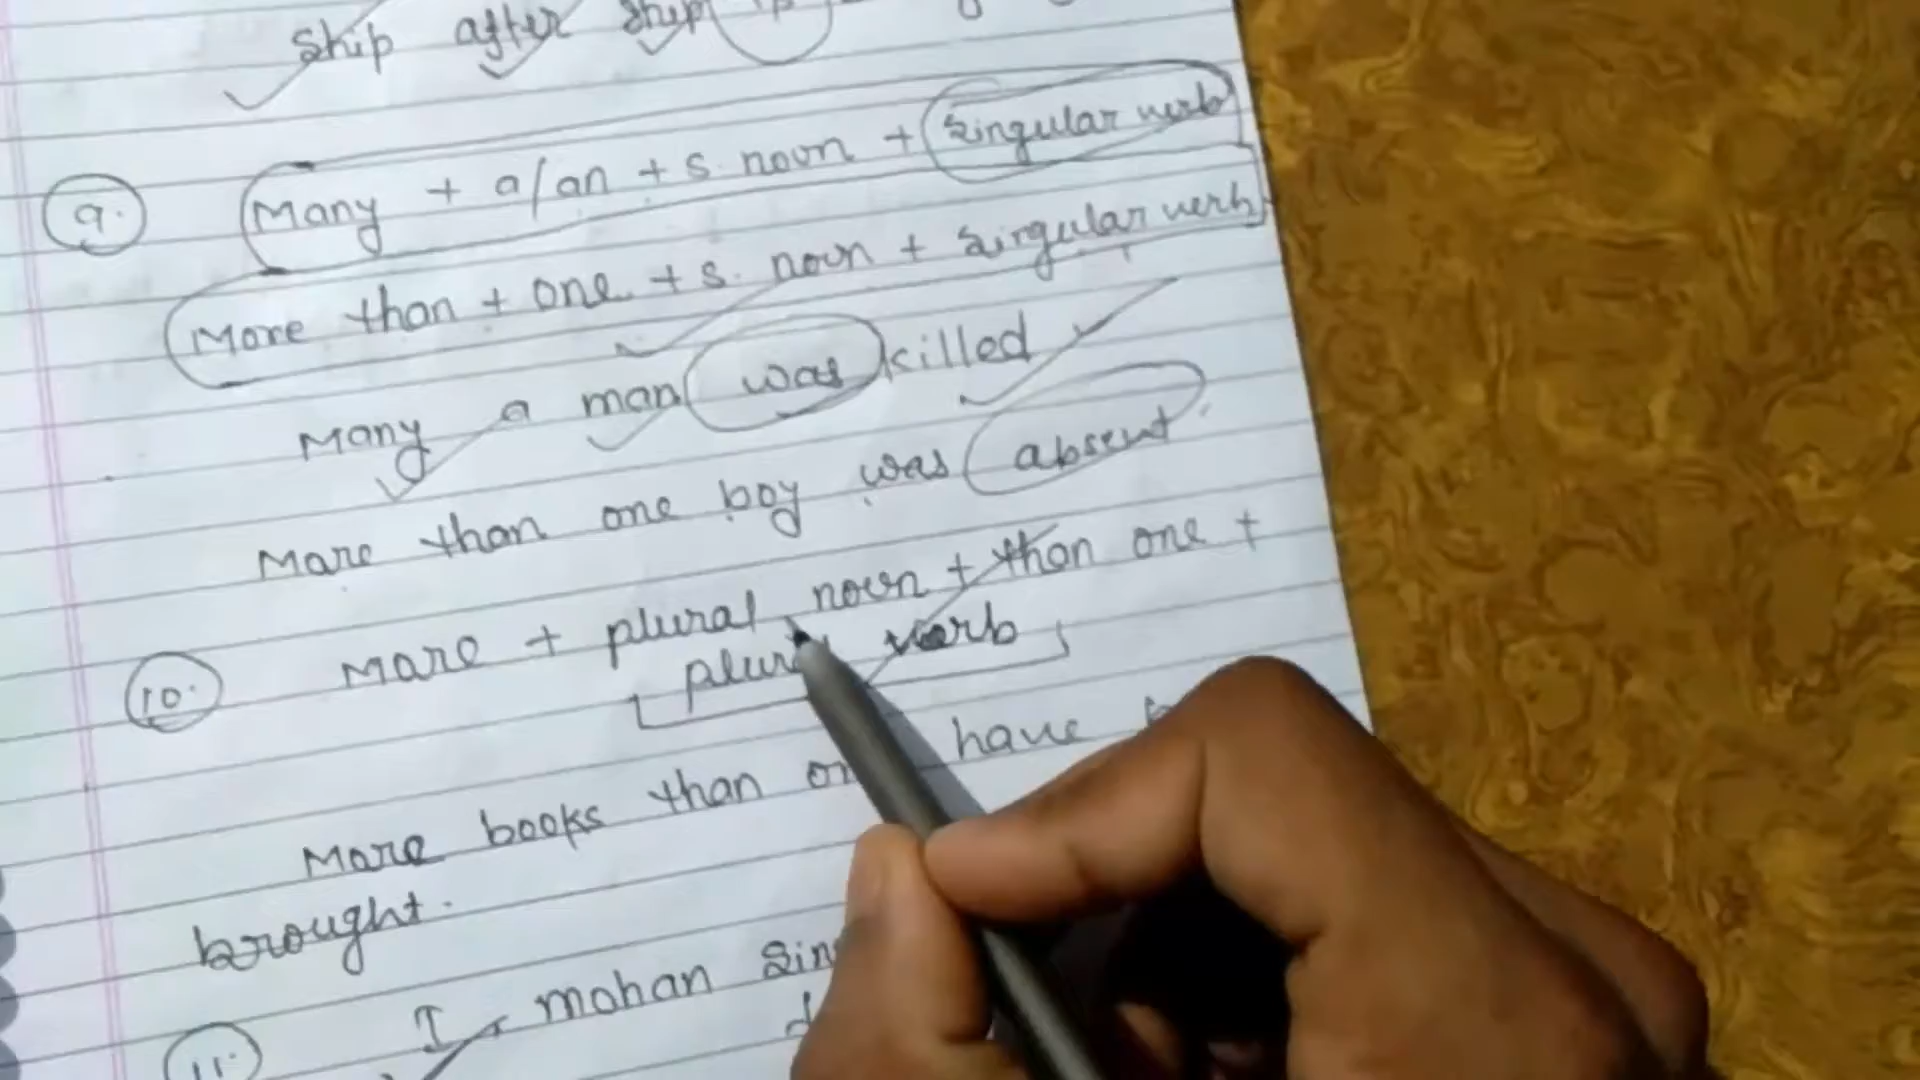 Ship after Ship
9. Many + a/an + s. noun + singular verb
More than + one + s. noun + singular verb
Many a man was killed
More than one boy was absent.
10. More + plural noun + than one +
verb
More books than have
brought.
11. I, mohan